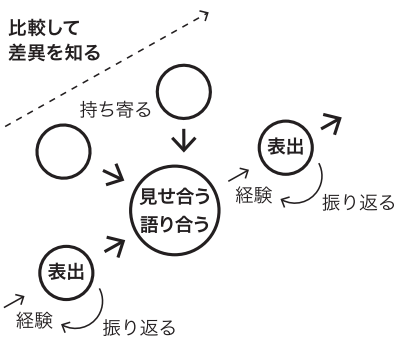 比較して
差異を知る
持ち寄る
表出
経験
振り返る
見せ合う
語り合う
表出
経験
振り返る